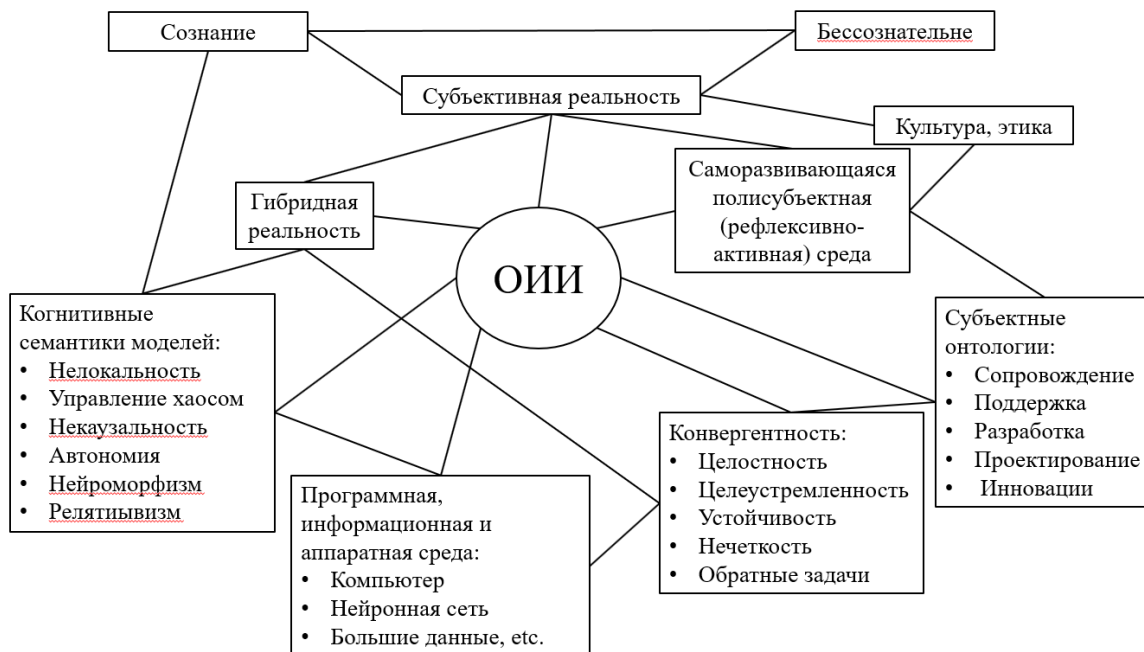 Сознание
Бессознательне
Субъективная реальность
Культура, этика
Гибридная
реальность
Саморазвивающаяся
полисубъектная
(рефлексивно-
активная) среда
ОИИ
Когнитивные
семантики моделей:
• Нелокальность
• Управление хаосом
• Некаузальность
• Автономия
• Нейроморфизм
• Релятиывизм
Программная,
информационная и
аппаратная среда:
• Компьютер
• Нейронная сеть
• Большие данные, etc.
Конвергентность:
• Целостность
• Целеустремленность
• Устойчивость
• Нечеткость
• Обратные задачи
Субъектные
онтологии:
• Сопровождение
• Поддержка
• Разработка
• Проектирование
• Инновации